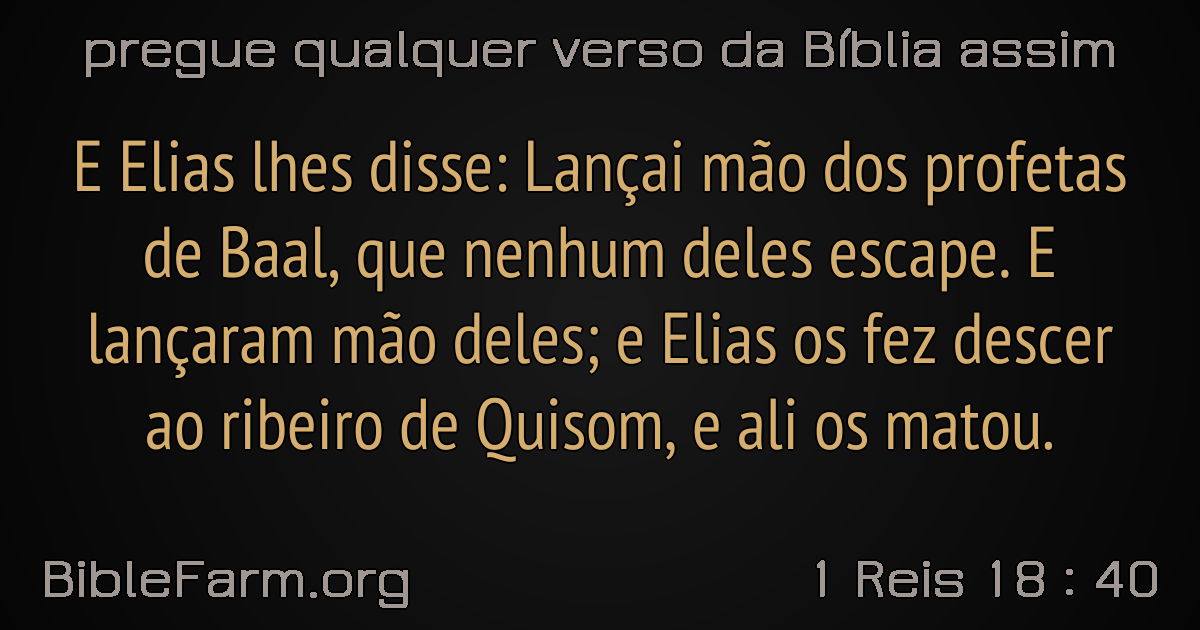 pregue qualquer verso da Bíblia assim
E Elias lhes disse: Lançai mão dos profetas
de Baal, que nenhum deles escape. E
lançaram mão deles; e Elias os fez descer
ao ribeiro de Quisom, e ali os matou.
BibleFarm.org
1 Reis 18 : 40